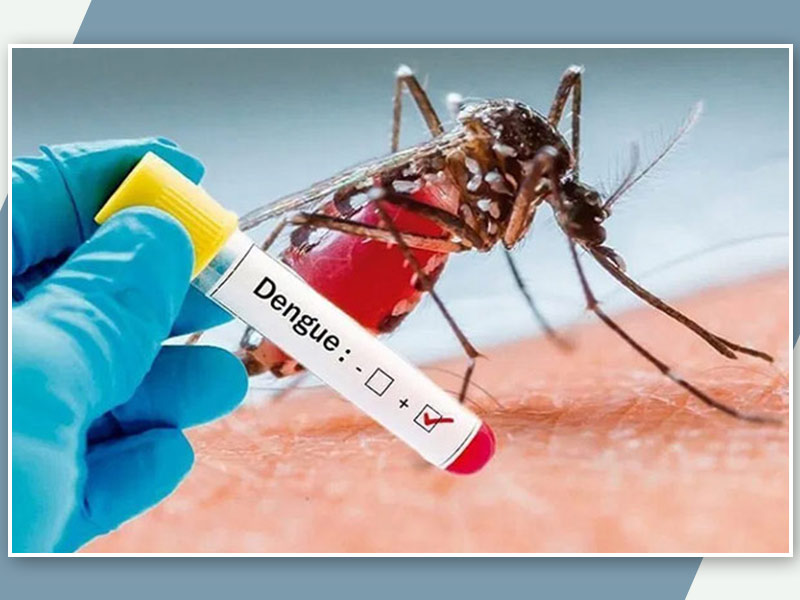 Dengue :
- ☐
+ ☑